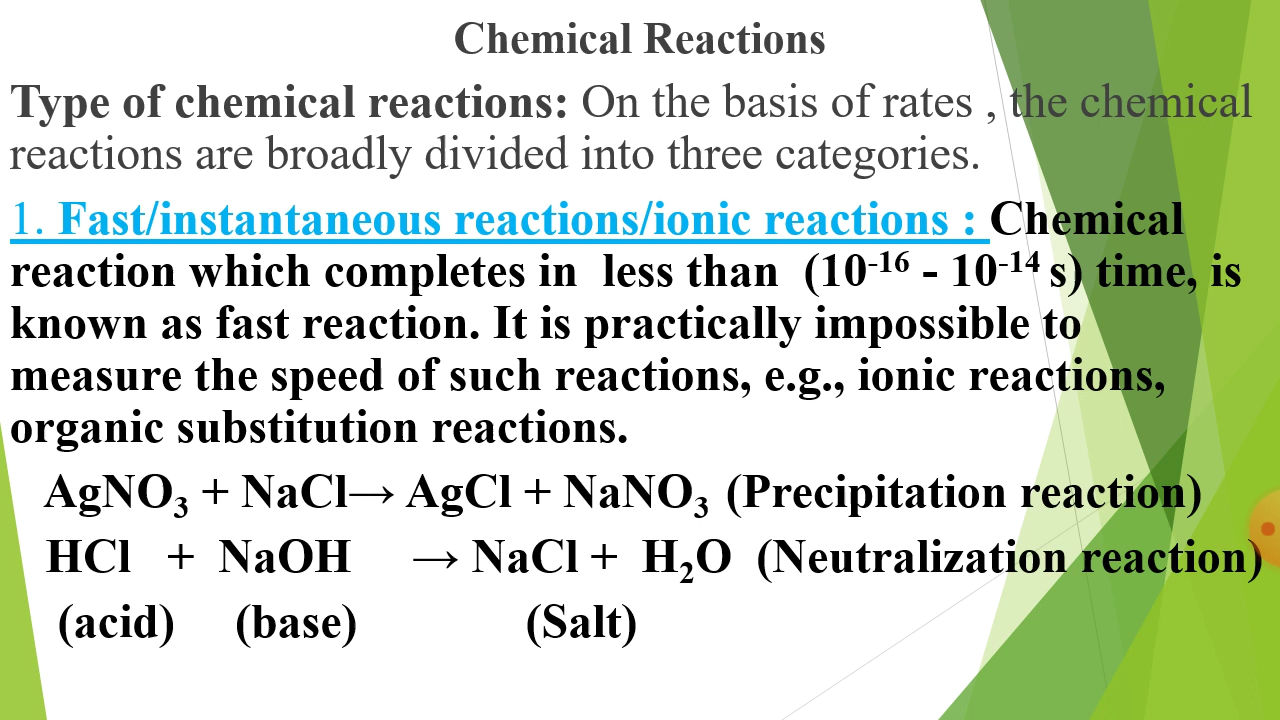 Chemical Reactions
Type of chemical reactions: On the basis of rates , the chemical
reactions are broadly divided into three categories.
1. Fast/instantaneous reactions/ionic reactions : Chemical
reaction which completes in less than (10⁻¹⁶ - 10⁻¹⁴ s) time, is
known as fast reaction. It is practically impossible to
measure the speed of such reactions, e.g., ionic reactions,
organic substitution reactions.
AgNO₃ + NaCl→ AgCl + NaNO₃ (Precipitation reaction)
HCl + NaOH → NaCl + H₂O (Neutralization reaction)
(acid) (base) (Salt)